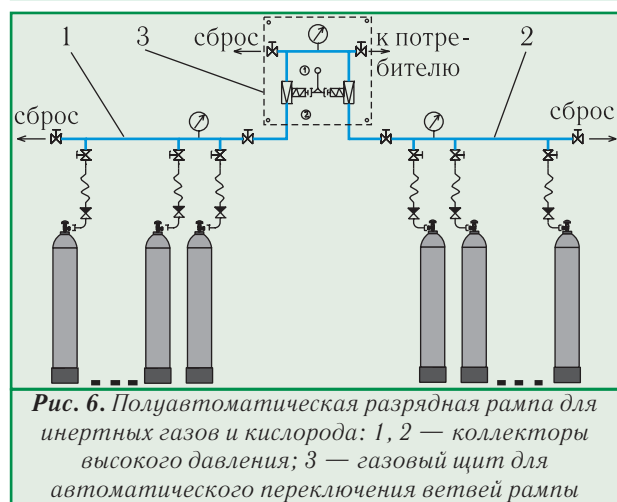 1
3
сброс
к потре-
бителю
2
1
2
сброс
сброс
Рис. 6. Полуавтоматическая разрядная рампа для
инертных газов и кислорода: 1, 2 — коллекторы
высокого давления; 3 — газовый щит для
автоматического переключения ветвей рампы